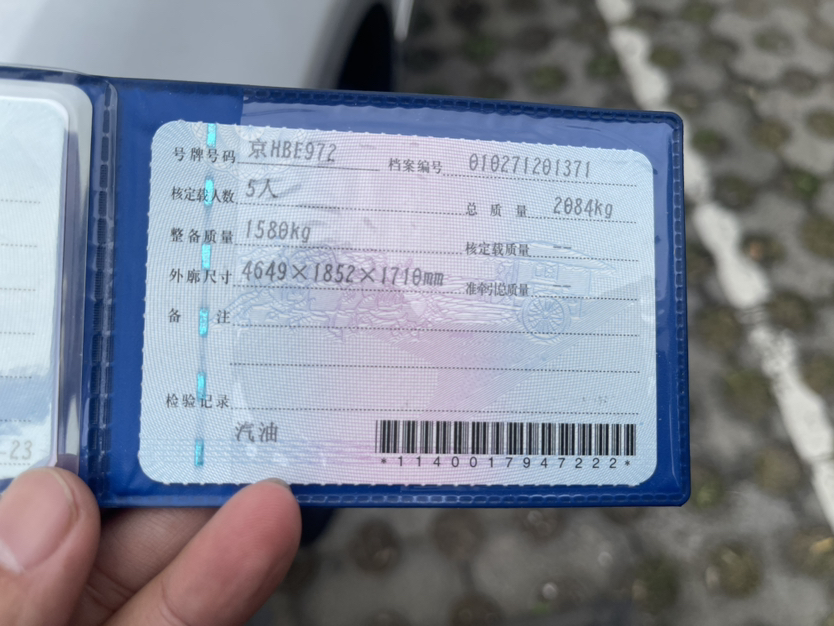 号牌号码 京HBE972 档案编号 010271201371
核定载人数 5人 总质量 2084kg
整备质量 1580kg 核定载质量 --
外廓尺寸 4649×1852×1710mm 准牵引总质量 --
备注
检验记录
汽油
*1140017947222*
-23